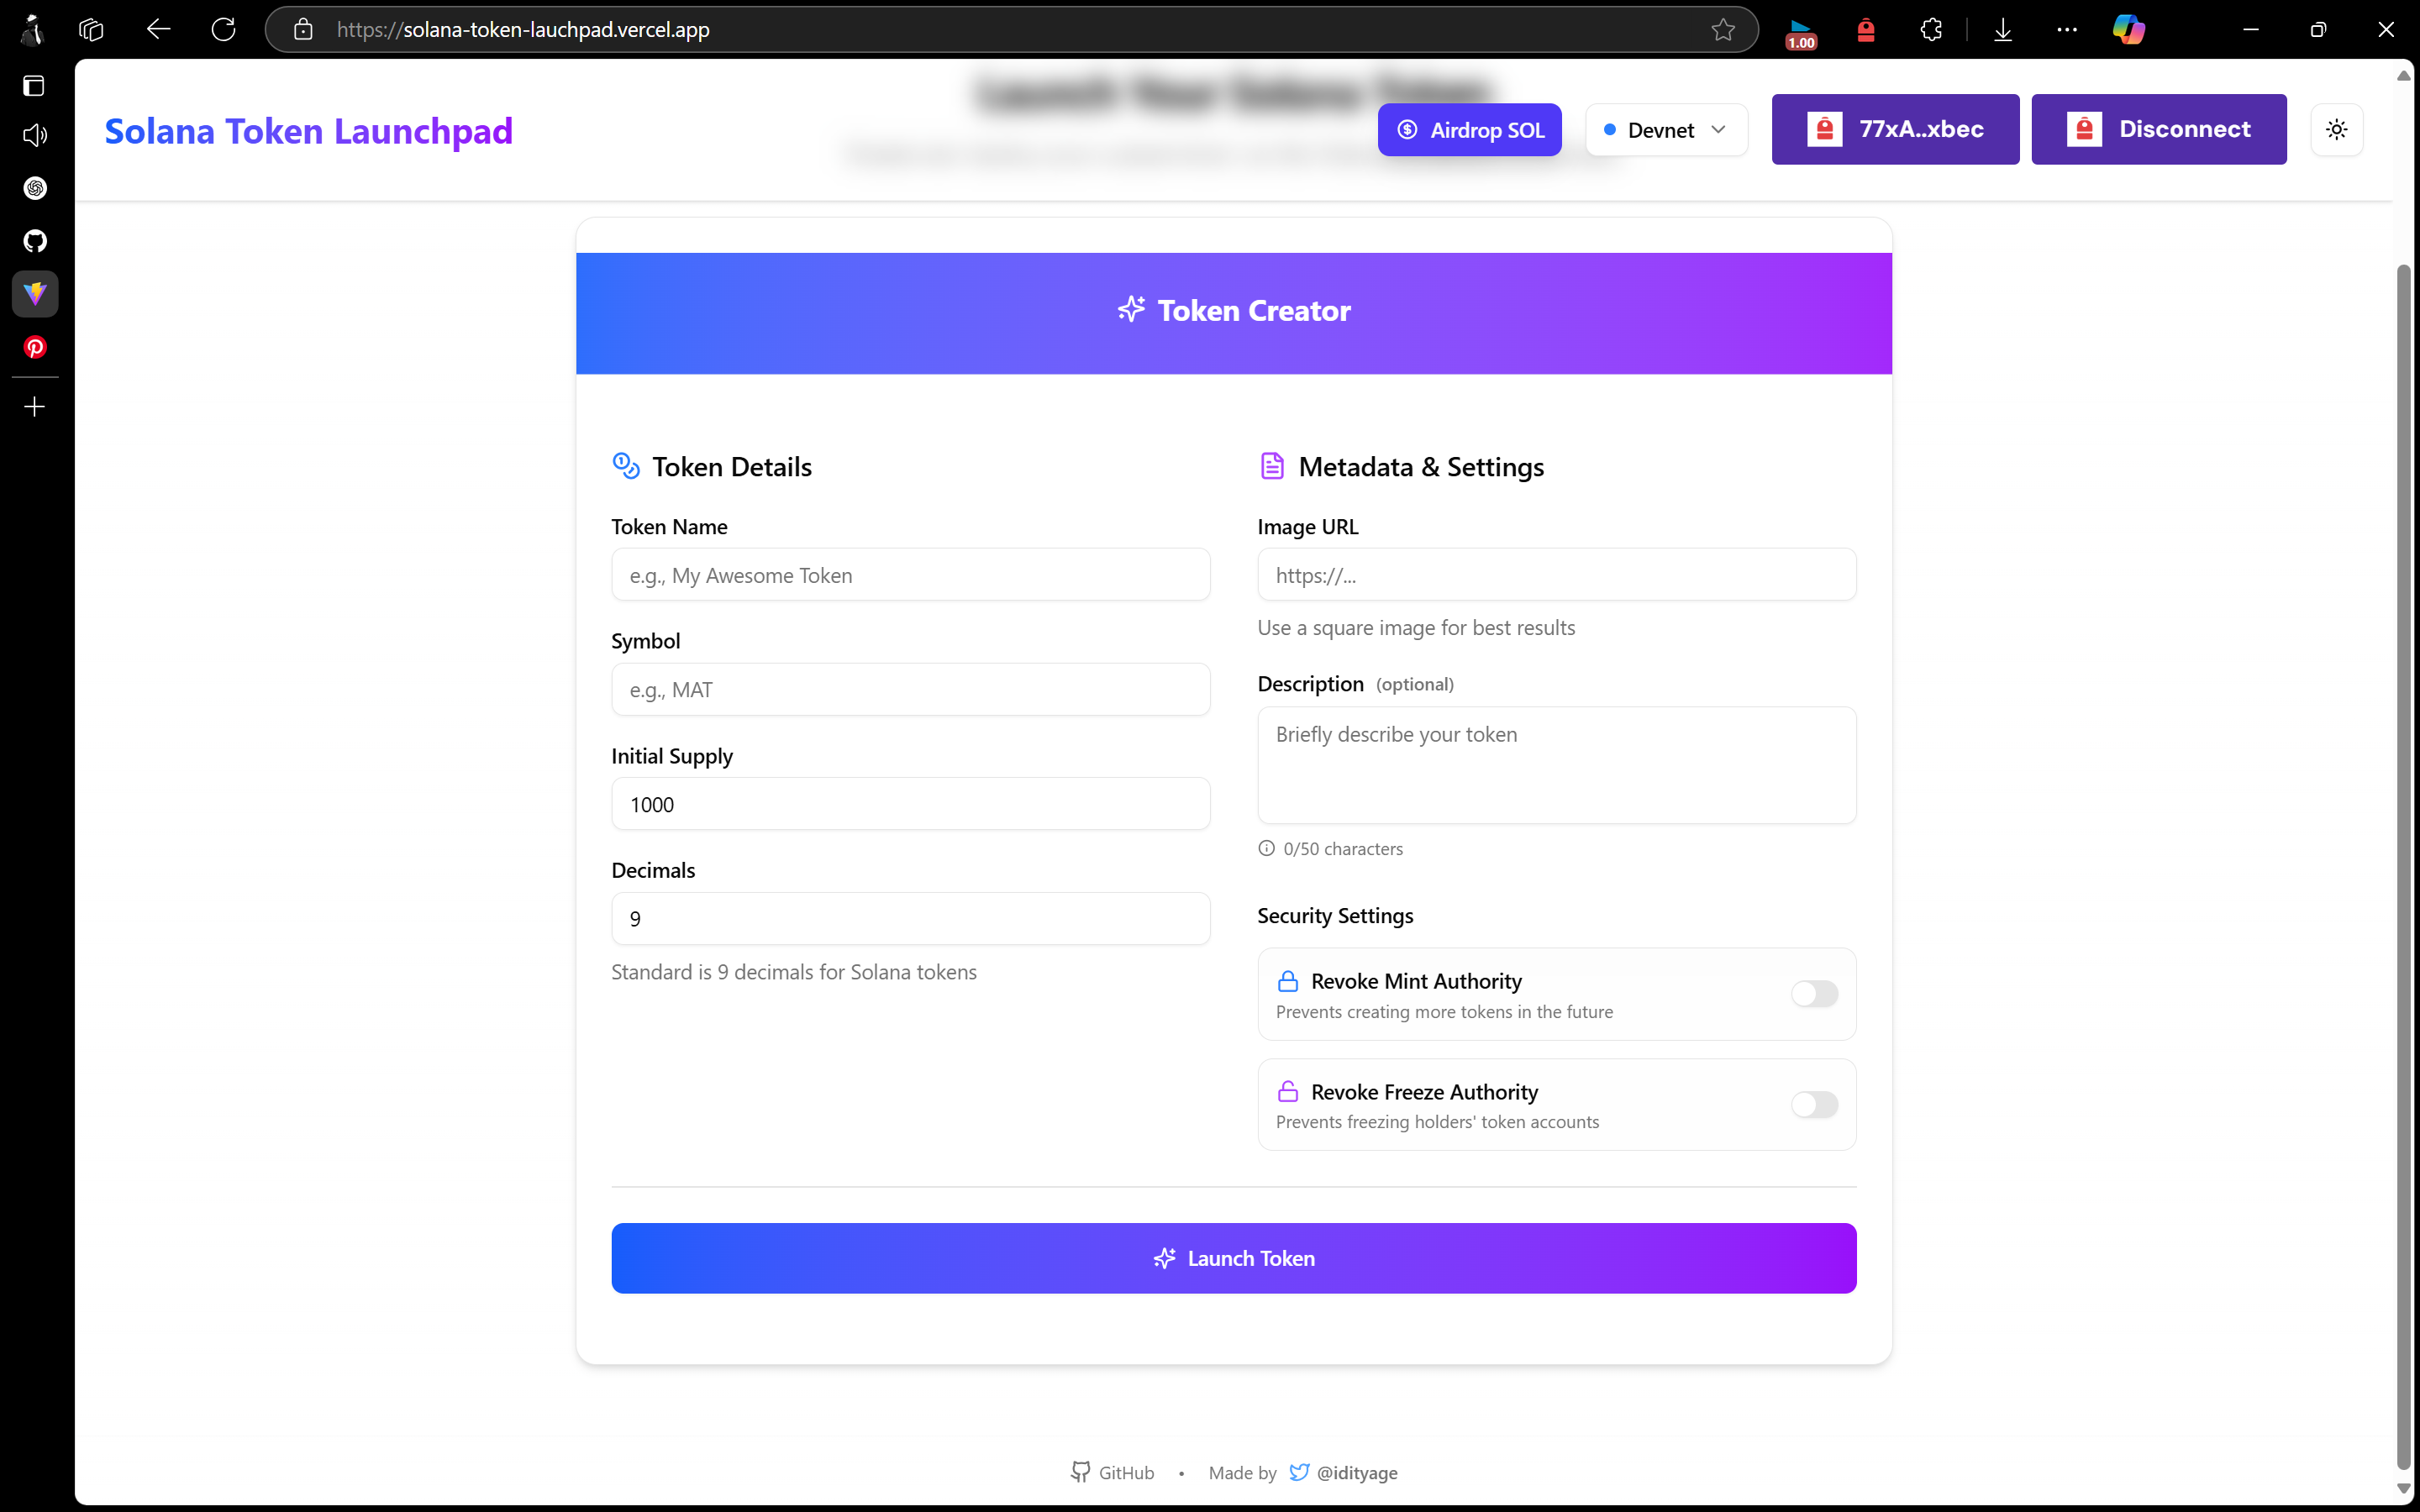 https://solana-token-lauchpad.vercel.app
1.00
Launch Your Solana Token
Solana Token Launchpad
Airdrop SOL
Devnet
77xA..xbec
Disconnect
Token Creator
Token Details
Token Name
e.g., My Awesome Token
Symbol
e.g., MAT
Initial Supply
1000
Decimals
9
Standard is 9 decimals for Solana tokens
Metadata & Settings
Image URL
https://...
Use a square image for best results
Description (optional)
Briefly describe your token
0/50 characters
Security Settings
Revoke Mint Authority
Prevents creating more tokens in the future
Revoke Freeze Authority
Prevents freezing holders' token accounts
Launch Token
GitHub • Made by @idityage